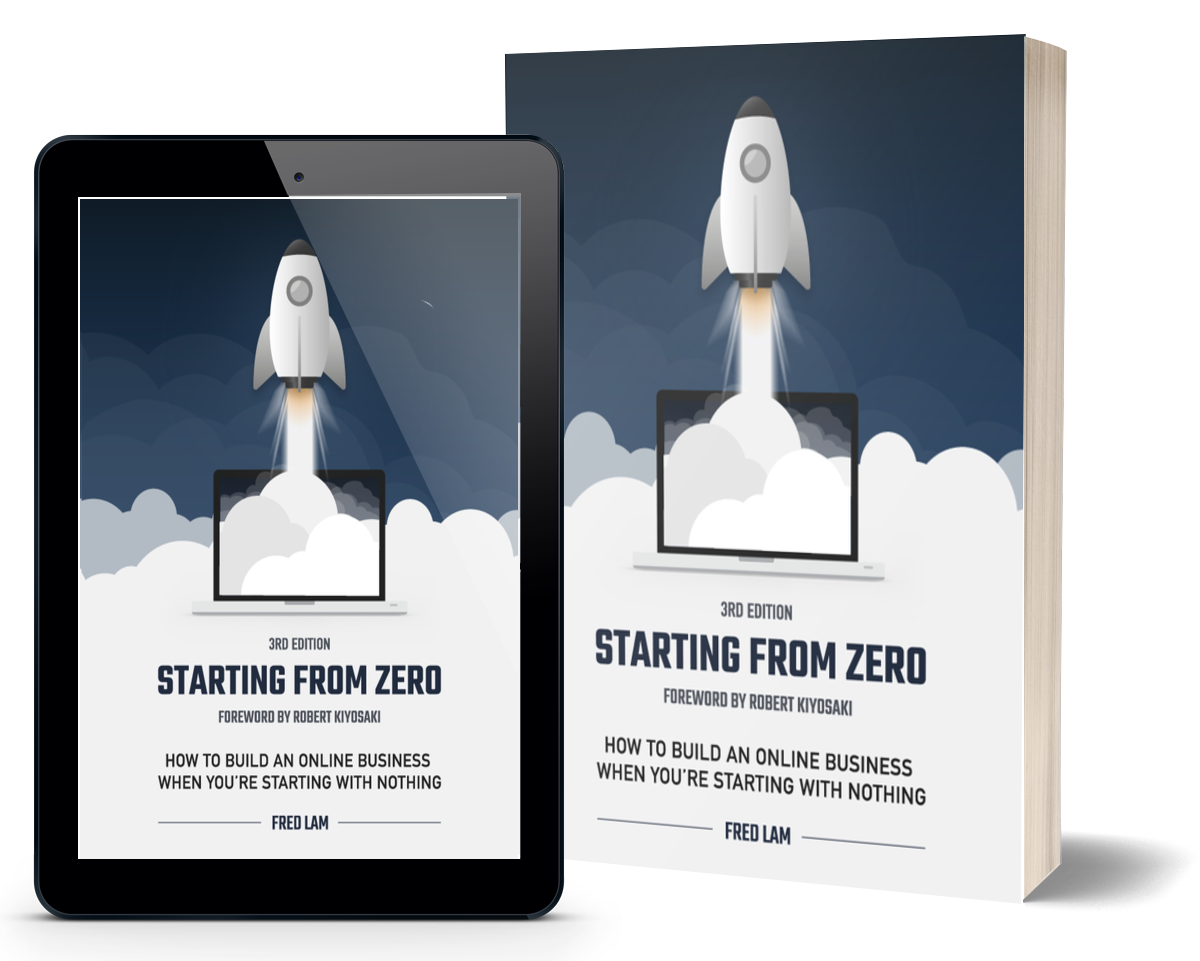 3RD EDITION
STARTING FROM ZERO
FOREWORD BY ROBERT KIYOSAKI
HOW TO BUILD AN ONLINE BUSINESS
WHEN YOU'RE STARTING WITH NOTHING
FRED LAM
3RD EDITION
STARTING FROM ZERO
FOREWORD BY ROBERT KIYOSAKI
HOW TO BUILD AN ONLINE BUSINESS
WHEN YOU'RE STARTING WITH NOTHING
FRED LAM